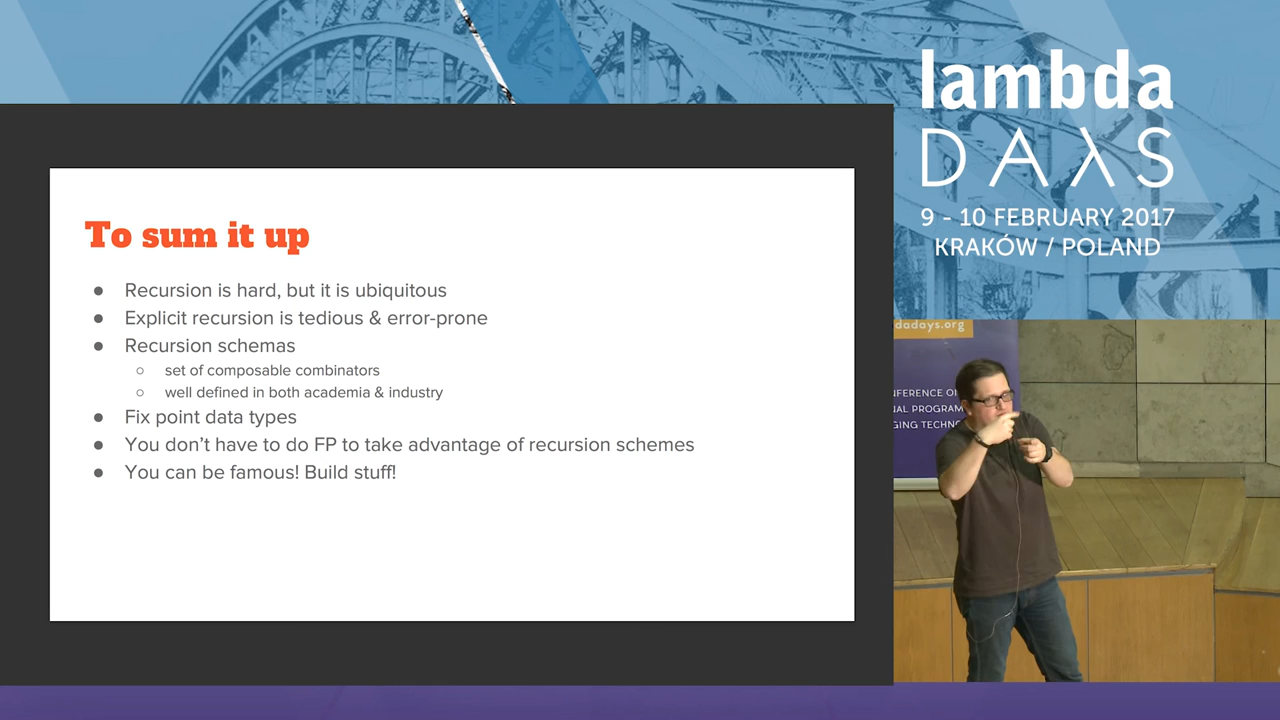 lambda
DAYS
9 - 10 FEBRUARY 2017
KRAKÓW / POLAND
To sum it up
● Recursion is hard, but it is ubiquitous
● Explicit recursion is tedious & error-prone
● Recursion schemas
○ set of composable combinators
○ well defined in both academia & industry
● Fix point data types
● You don’t have to do FP to take advantage of recursion schemes
● You can be famous! Build stuff!
dadays.org
NFERENCE O
NAL PROGRAM
GING TECHNO